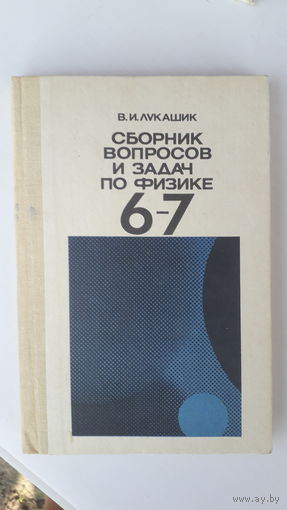 В. И. ЛУКАШИК
СБОРНИК
ВОПРОСОВ
И ЗАДАЧ
ПО ФИЗИКЕ
6-7
© www.ay.by